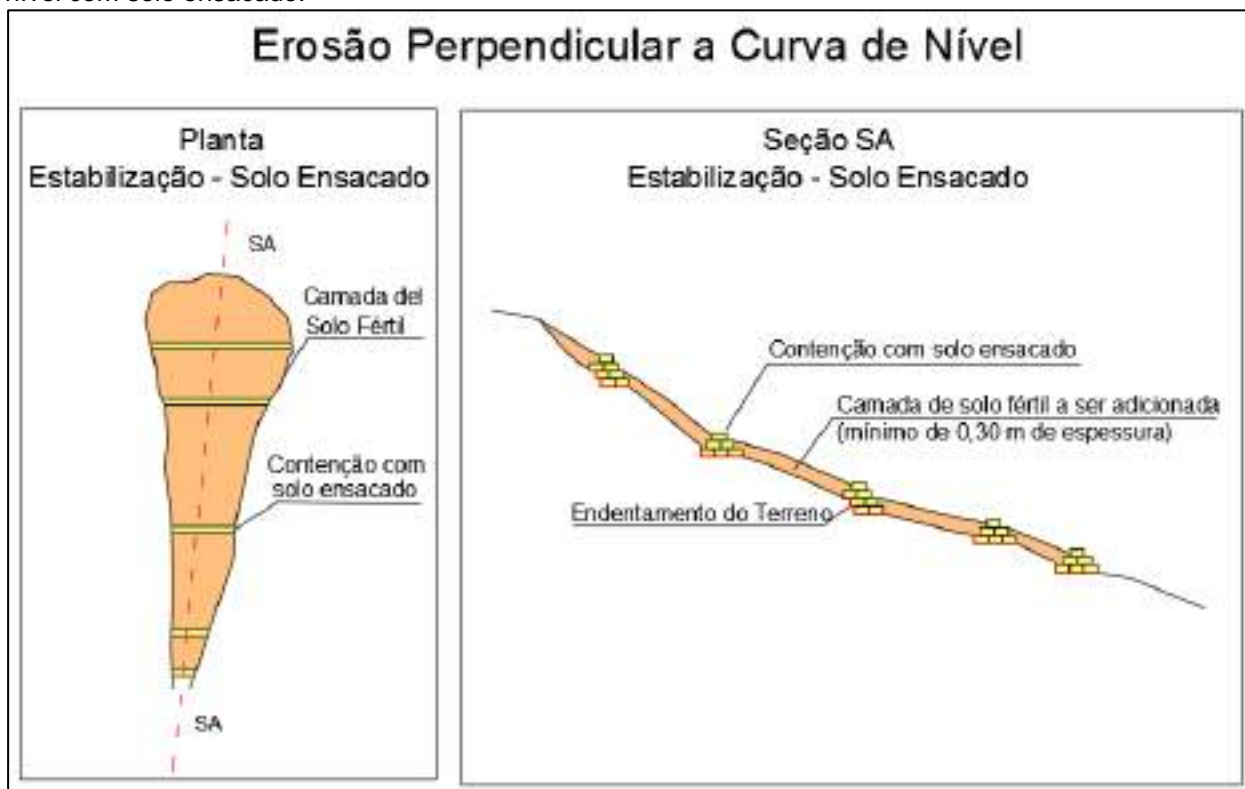 nível com solo ensacado.
Erosão Perpendicular a Curva de Nível
Planta
Estabilização - Solo Ensacado
SA
Camada del
Solo Fértil
Contenção com
solo ensacado
SA
Seção SA
Estabilização - Solo Ensacado
Contenção com solo ensacado
Camada de solo fértil a ser adicionada
(mínimo de 0,30 m de espessura)
Endentamento do Terreno